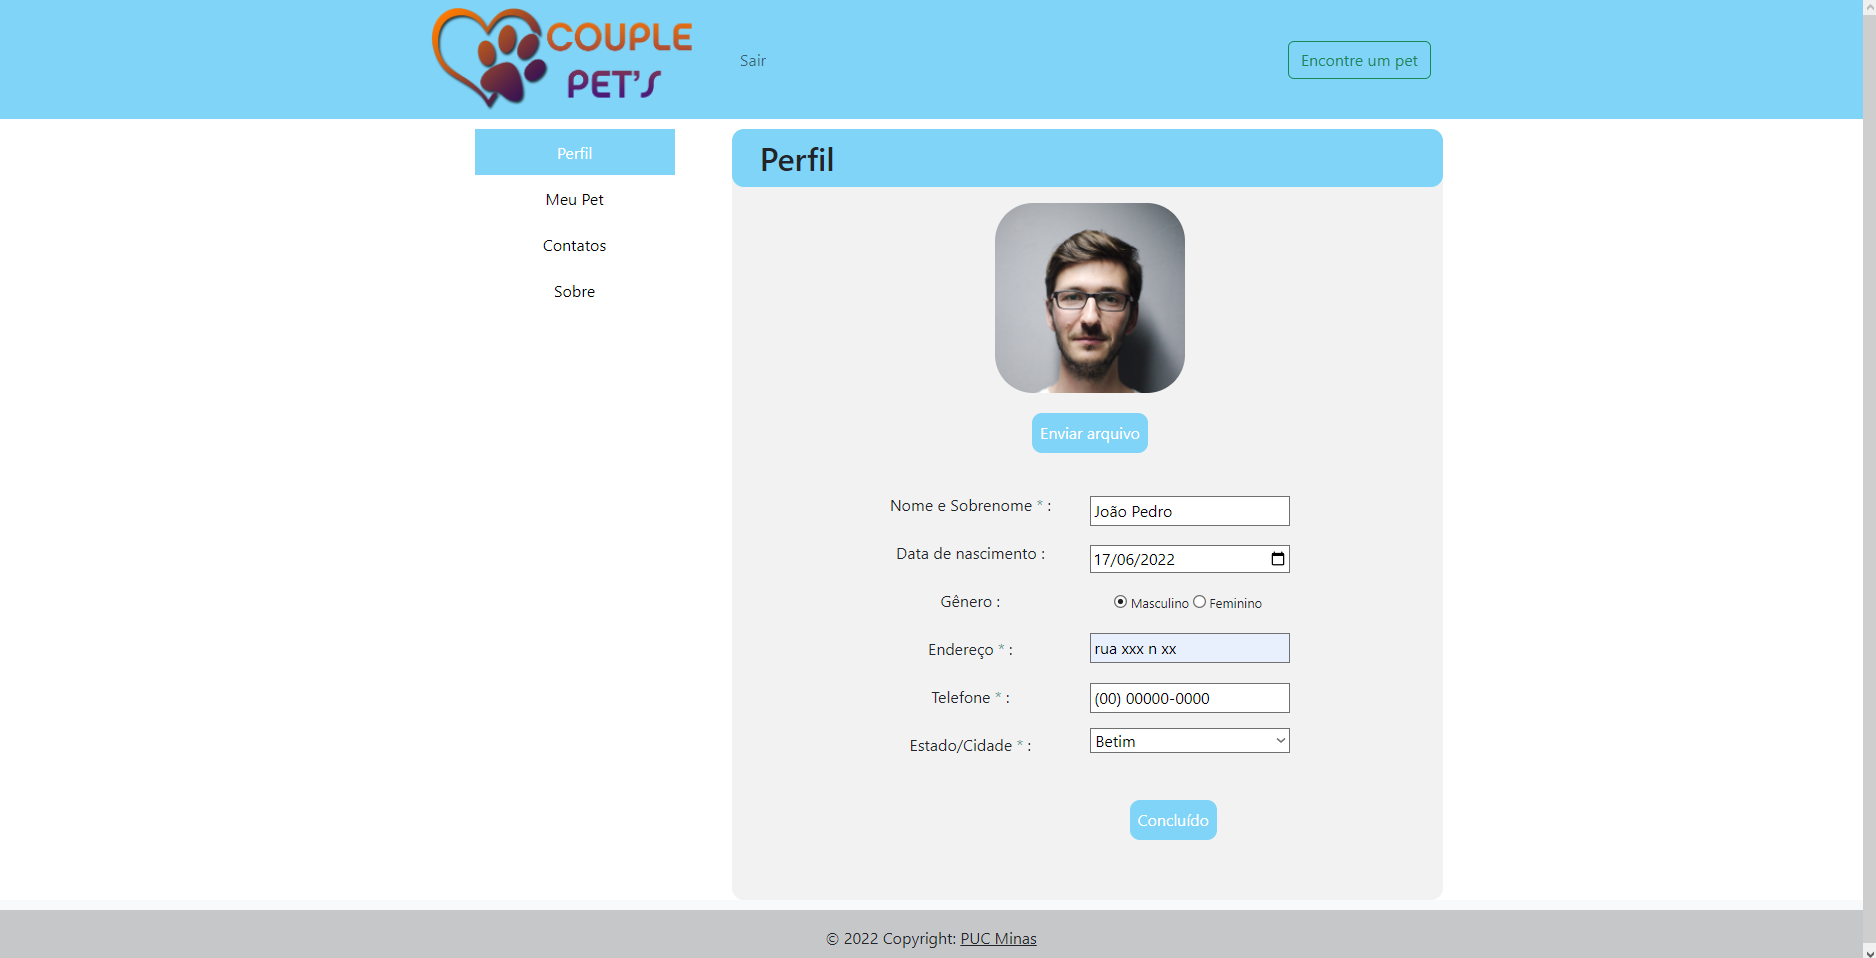 COUPLE
PET'S
Sair
Encontre um pet
Perfil
Meu Pet
Contatos
Sobre
Perfil
Enviar arquivo
Nome e Sobrenome * :
João Pedro
Data de nascimento :
17/06/2022
Gênero :
Masculino Feminino
Endereço * :
rua xxx n xx
Telefone * :
(00) 00000-0000
Estado/Cidade * :
Betim
Concluído
© 2022 Copyright: PUC Minas